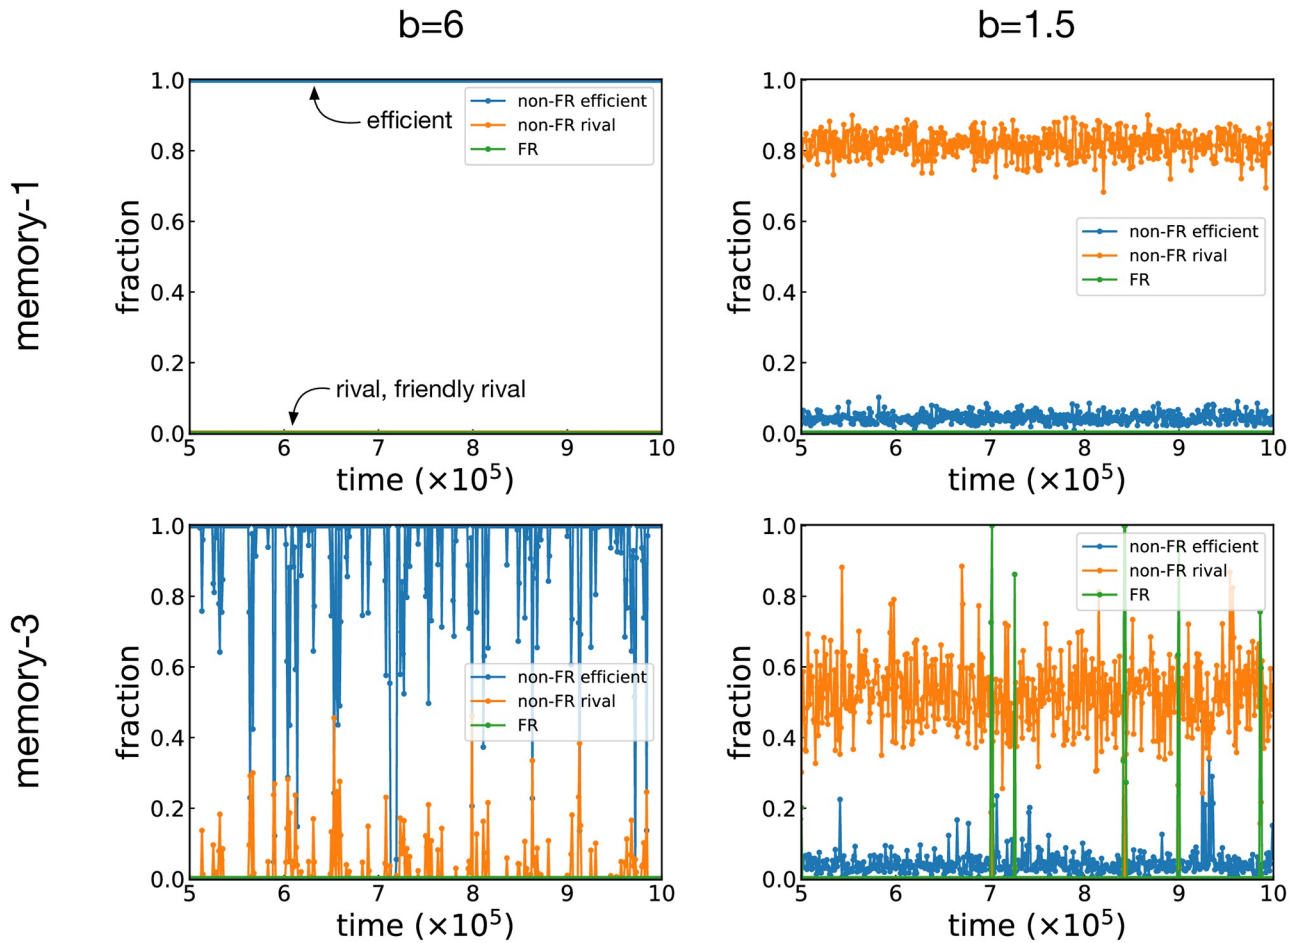 b=6
b=1.5
memory-1
fraction
1.0
0.8
0.6
0.4
0.2
0.0
5
6
7
8
9
10
time (×10⁵)
efficient
rival, friendly rival
non-FR efficient
non-FR rival
FR
fraction
1.0
0.8
0.6
0.4
0.2
0.0
5
6
7
8
9
10
time (×10⁵)
non-FR efficient
non-FR rival
FR
memory-3
fraction
1.0
0.8
0.6
0.4
0.2
0.0
5
6
7
8
9
10
time (×10⁵)
non-FR efficient
non-FR rival
FR
fraction
1.0
0.8
0.6
0.4
0.2
0.0
5
6
7
8
9
10
time (×10⁵)
non-FR efficient
non-FR rival
FR